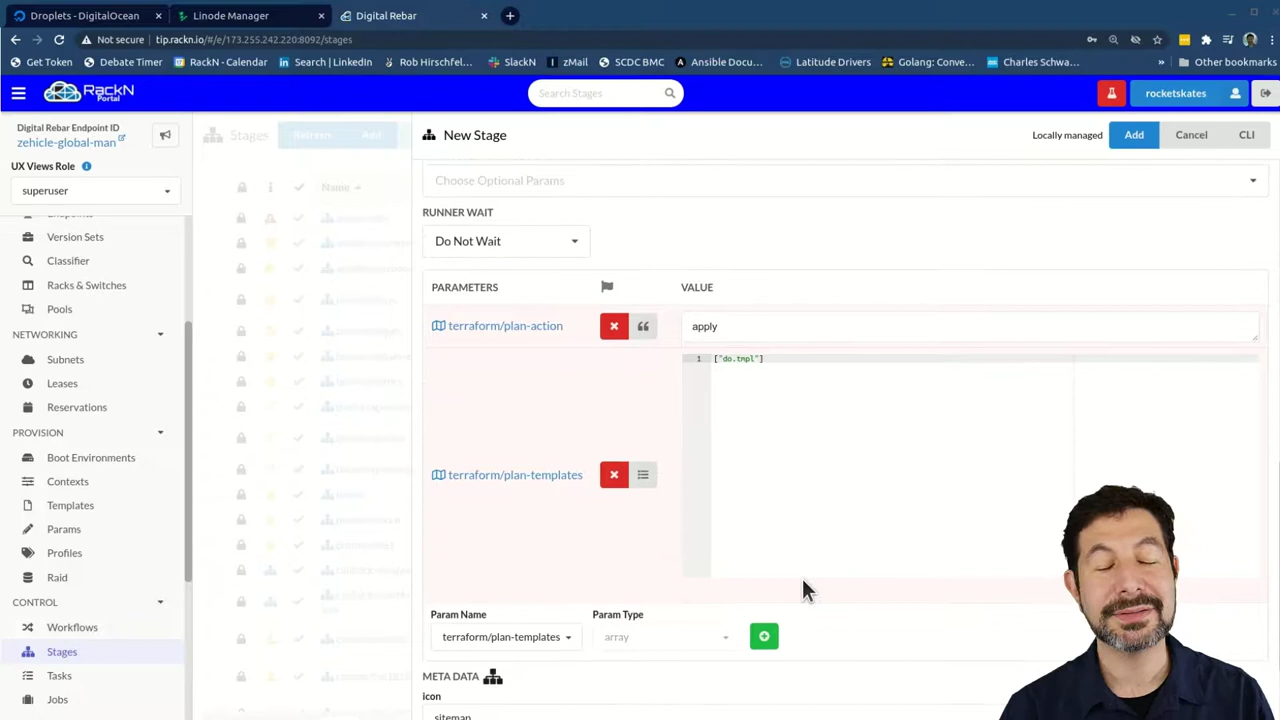 Droplets - DigitalOcean
Linode Manager
Digital Rebar
Not secure
tip.rackn.io/#/e/173.255.242.220:8092/stages
Get Token
Debate Timer
RackN - Calendar
Search | LinkedIn
Rob Hirschfel...
SlackN
zMail
SCDC BMC
Ansible Docu...
Latitude Drivers
Golang: Conve...
Charles Schwa...
»
Other bookmarks
RackN
Portal
Search Stages
rocketskates
Digital Rebar Endpoint ID
zehicle-global-man
UX Views Role
superuser
Stages
Refresh
Add
New Stage
Locally managed
Add
Cancel
CLI
Name
Choose Optional Params
RUNNER WAIT
Do Not Wait
PARAMETERS
VALUE
terraform/plan-action
apply
1
["do.tmpl"]
terraform/plan-templates
Param Name
Param Type
terraform/plan-templates
array
META DATA
icon
sitemap
Endpoints
Version Sets
Classifier
Racks & Switches
Pools
NETWORKING
Subnets
Leases
Reservations
PROVISION
Boot Environments
Contexts
Templates
Params
Profiles
Raid
CONTROL
Workflows
Stages
Tasks
Jobs